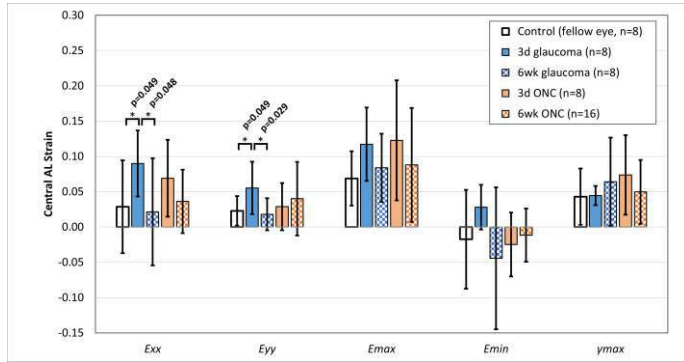 0.30
0.25
0.20
0.15
0.10
0.05
0.00
-0.05
-0.10
-0.15
Central AL Strain
Control (fellow eye, n=8)
3d glaucoma (n=8)
6wk glaucoma (n=8)
3d ONC (n=8)
6wk ONC (n=16)
p=0.049
p=0.048
* *
p=0.049
p=0.029
* *
Exx Eyy Emax Emin γmax